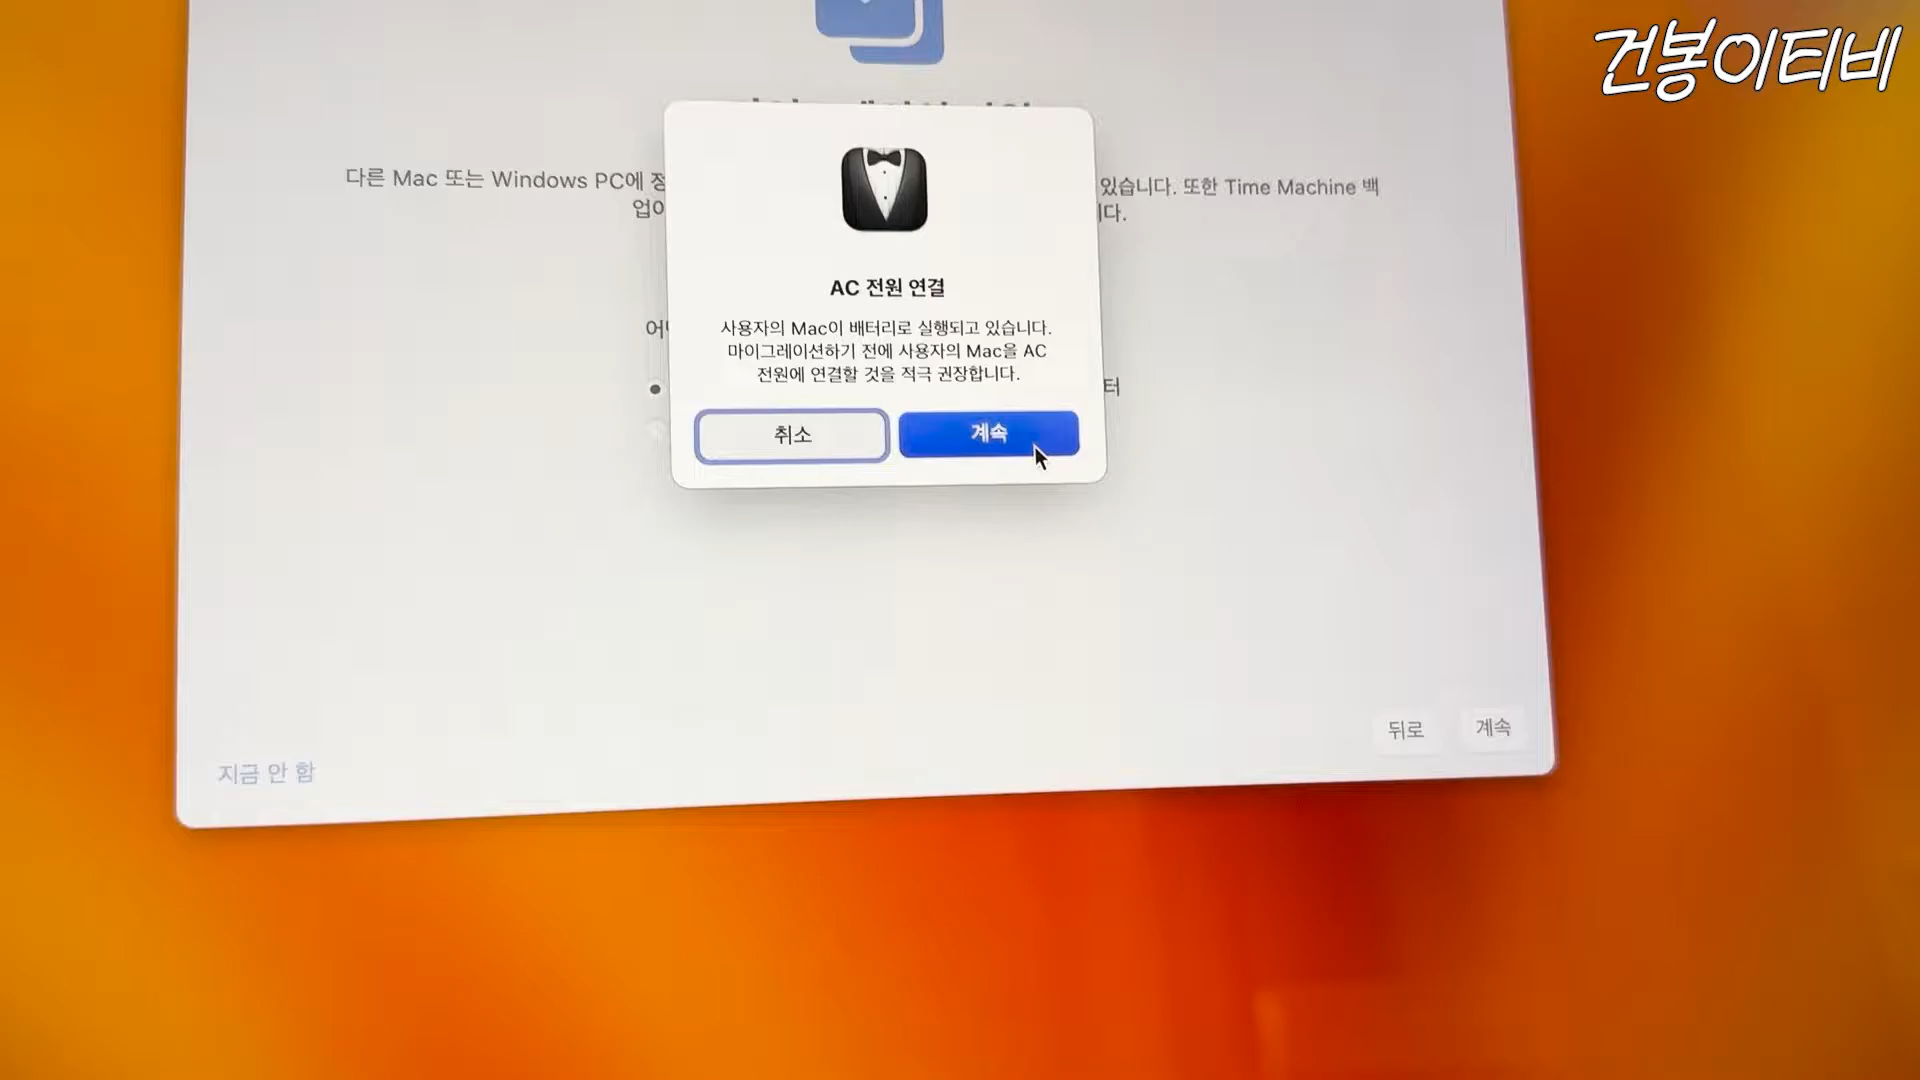 건봉이티비
다른 Mac 또는 Windows PC에
있습니다. 또한 Time Machine 백
AC 전원 연결
사용자의 Mac이 배터리로 실행되고 있습니다.
마이그레이션하기 전에 사용자의 Mac을 AC
전원에 연결할 것을 적극 권장합니다.
터
취소
계속
뒤로
계속
지금 안 함